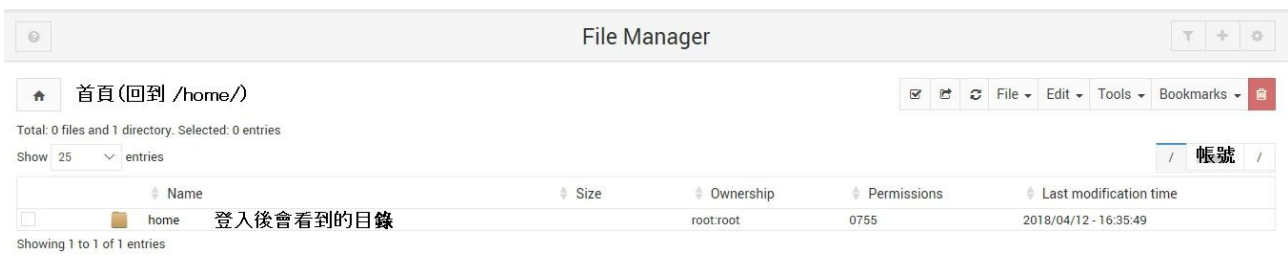 File Manager
首頁(回到 /home/)
File Edit Tools Bookmarks
Total: 0 files and 1 directory. Selected: 0 entries
Show 25 entries
/ 帳號 /
Name Size Ownership Permissions Last modification time
home 登入後會看到的目錄 root:root 0755 2018/04/12 - 16:35:49
Showing 1 to 1 of 1 entries